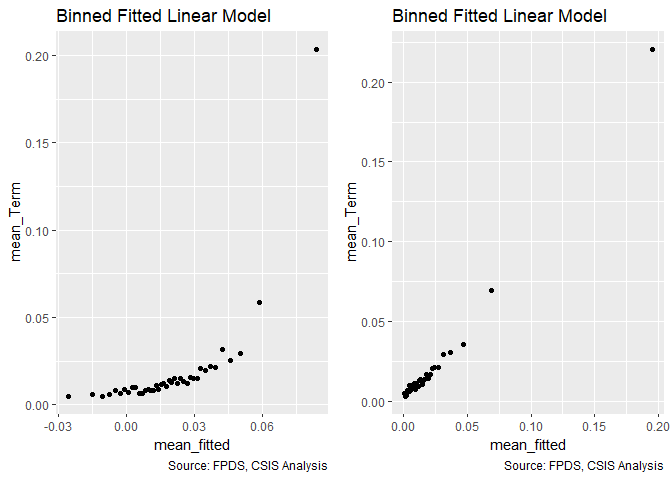 Binned Fitted Linear Model
0.20
0.15
0.10
0.05
0.00
mean_Term
-0.03
0.00
0.03
0.06
mean_fitted
Source: FPDS, CSIS Analysis
Binned Fitted Linear Model
0.20
0.15
0.10
0.05
0.00
mean_Term
0.00
0.05
0.10
0.15
0.20
mean_fitted
Source: FPDS, CSIS Analysis